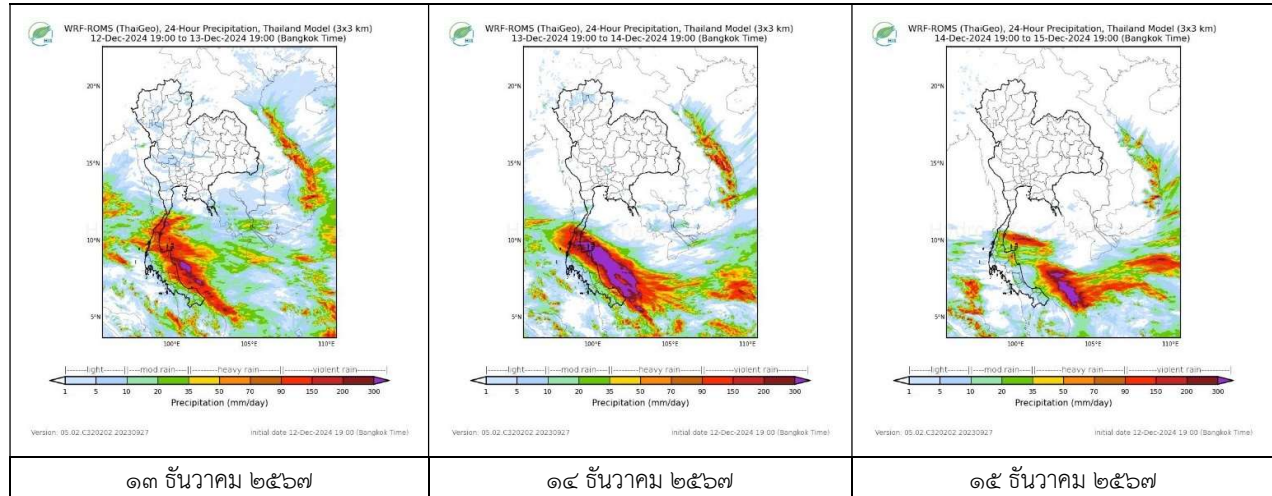 WRF-ROMS (ThaiGeo), 24-Hour Precipitation, Thailand Model (3x3 km)
12-Dec-2024 19:00 to 13-Dec-2024 19:00 (Bangkok Time)
HII
20°N
15°N
10°N
5°N
100°E
105°E
110°E
light
mod.rain
heavy rain
violent rain
1 5 10 20 35 50 70 90 150 200 300
Precipitation (mm/day)
Version: 05.02.C320202 20230927
initial date 12-Dec-2024 19:00 (Bangkok Time)
๑๓ ธันวาคม ๒๕๖๗
WRF-ROMS (ThaiGeo), 24-Hour Precipitation, Thailand Model (3x3 km)
13-Dec-2024 19:00 to 14-Dec-2024 19:00 (Bangkok Time)
HII
20°N
15°N
10°N
5°N
100°E
105°E
110°E
light
mod.rain
heavy rain
violent rain
1 5 10 20 35 50 70 90 150 200 300
Precipitation (mm/day)
Version: 05.02.C320202 20230927
initial date 12-Dec-2024 19:00 (Bangkok Time)
๑๔ ธันวาคม ๒๕๖๗
WRF-ROMS (ThaiGeo), 24-Hour Precipitation, Thailand Model (3x3 km)
14-Dec-2024 19:00 to 15-Dec-2024 19:00 (Bangkok Time)
HII
20°N
15°N
10°N
5°N
100°E
105°E
110°E
light
mod.rain
heavy rain
violent rain
1 5 10 20 35 50 70 90 150 200 300
Precipitation (mm/day)
Version: 05.02.C320202 20230927
initial date 12-Dec-2024 19:00 (Bangkok Time)
๑๕ ธันวาคม ๒๕๖๗